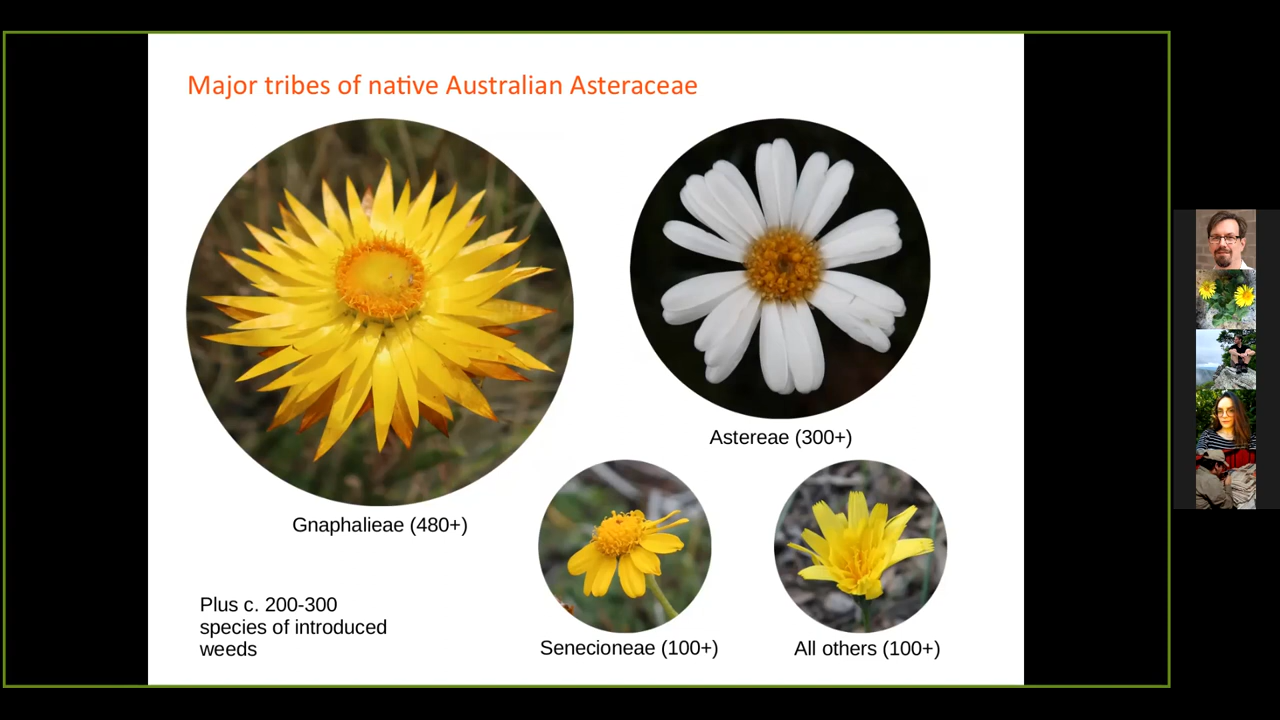 Major tribes of native Australian Asteraceae
Astereae (300+)
Gnaphalieae (480+)
Plus c. 200-300
species of introduced
weeds
Senecioneae (100+)
All others (100+)